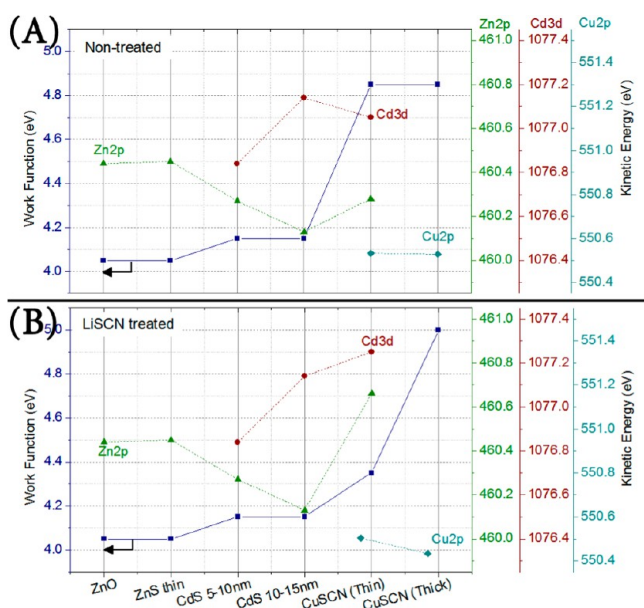 (A)
Non-treated
Zn2p
Cd3d
Cu2p
Work Function (eV)
5.0
4.8
4.6
4.4
4.2
4.0
Zn2p
Cd3d
Cu2p
461.0
460.8
460.6
460.4
460.2
460.0
1077.4
1077.2
1077.0
1076.8
1076.6
1076.4
551.4
551.2
551.0
550.8
550.6
550.4
Kinetic Energy (eV)
(B)
LiSCN treated
Work Function (eV)
5.0
4.8
4.6
4.4
4.2
4.0
Zn2p
Cd3d
Cu2p
461.0
460.8
460.6
460.4
460.2
460.0
1077.4
1077.2
1077.0
1076.8
1076.6
1076.4
551.4
551.2
551.0
550.8
550.6
550.4
Kinetic Energy (eV)
ZnO
ZnS thin
CdS 5-10nm
CdS 10-15nm
CuSCN (Thin)
CuSCN (Thick)